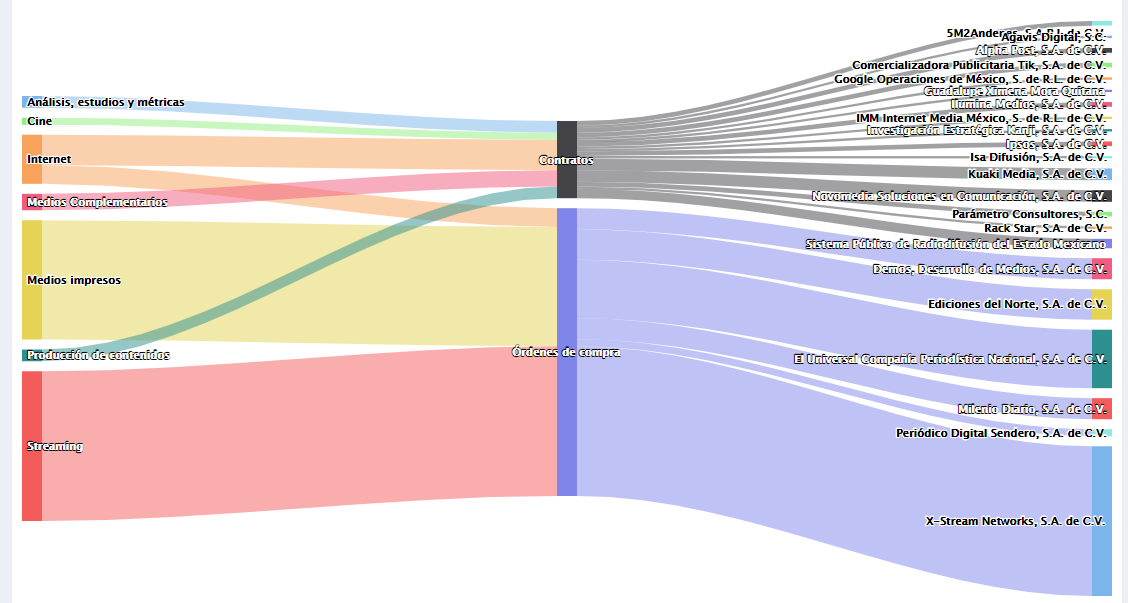 Análisis, estudios y métricas
Cine
Internet
Medios Complementarios
Medios impresos
Producción de contenidos
Streaming
Contratos
Órdenes de compra
5M2Anderes, S.A.P.I. de C.V.
Agavis Digital, S.C.
Alpha Post, S.A. de C.V.
Comercializadora Publicitaria Tik, S.A. de C.V.
Google Operaciones de México, S. de R.L. de C.V.
Guadalupe Ximena Mora Quitana
Ilumina Medios, S.A. de C.V.
IMM Internet Media México, S. de R.L. de C.V.
Investigación Estratégica Kanji, S.A. de C.V.
Ipsos, S.A. de C.V.
Isa Difusión, S.A. de C.V.
Kuaki Media, S.A. de C.V.
Novomedia Soluciones en Comunicación, S.A. de C.V.
Parámetro Consultores, S.C.
Rack Star, S.A. de C.V.
Sistema Público de Radiodifusión del Estado Mexicano
Demos, Desarrollo de Medios, S.A. de C.V.
Ediciones del Norte, S.A. de C.V.
El Universal Compañía Periodística Nacional, S.A. de C.V.
Milenio Diario, S.A. de C.V.
Periódico Digital Sendero, S.A. de C.V.
X-Stream Networks, S.A. de C.V.